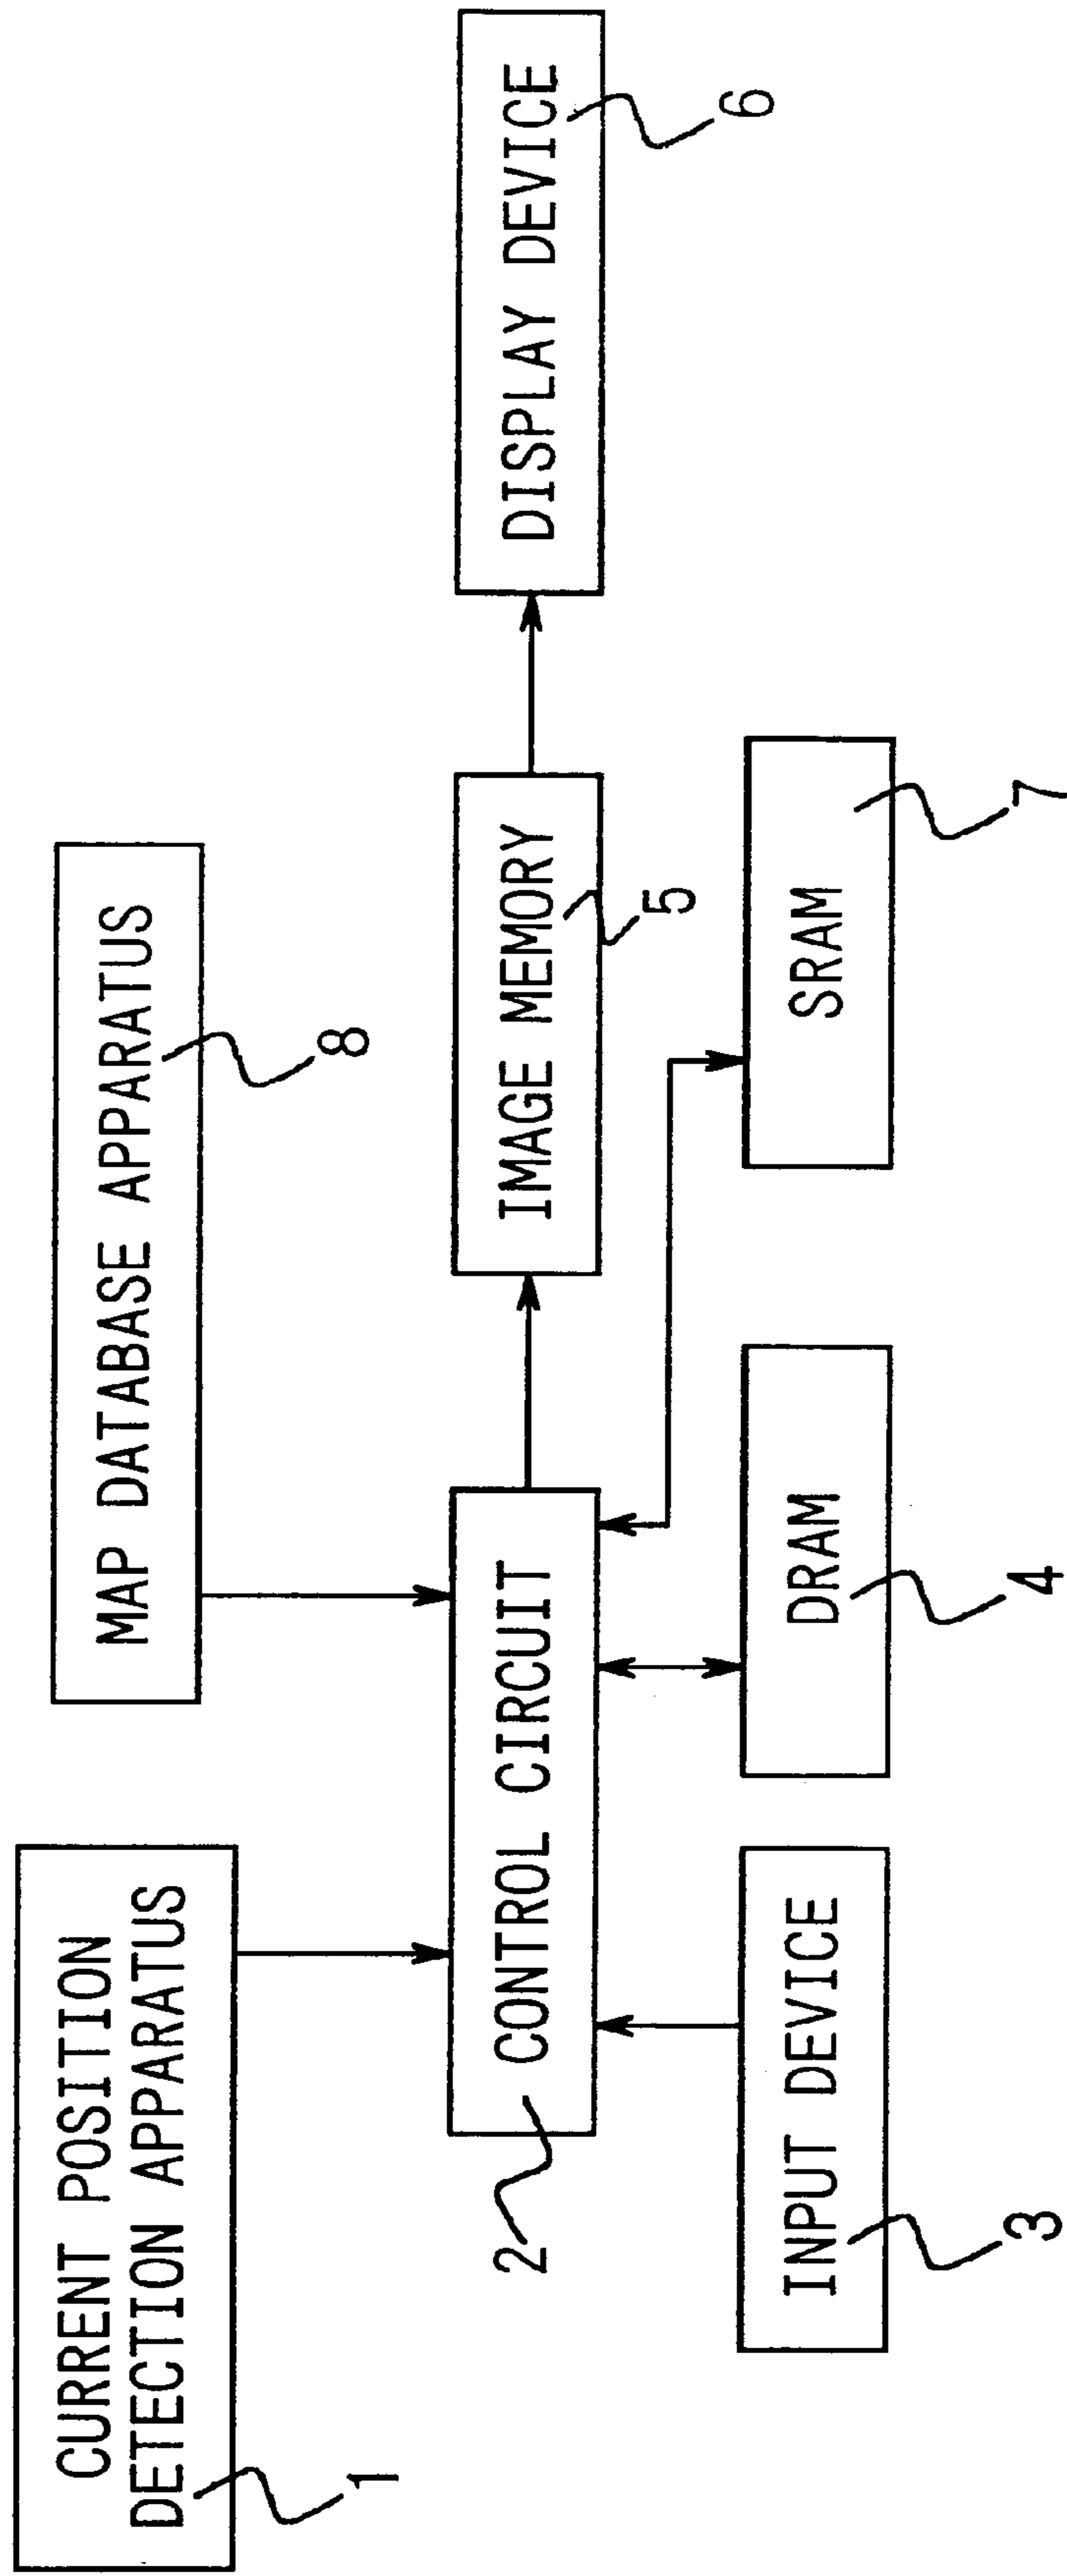 CURRENT POSITION
DETECTION APPARATUS
1
MAP DATABASE APPARATUS
8
2
CONTROL CIRCUIT
IMAGE MEMORY
5
DISPLAY DEVICE
6
INPUT DEVICE
3
DRAM
4
SRAM
7